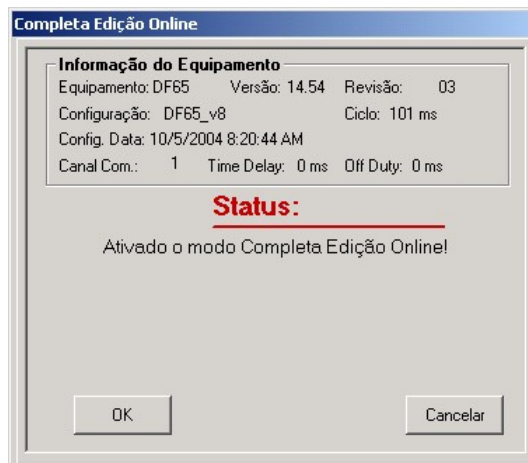 Completa Edição Online
Informação do Equipamento
Equipamento: DF65 Versão: 14.54 Revisão: 03
Configuração: DF65_v8 Ciclo: 101 ms
Config. Data: 10/5/2004 8:20:44 AM
Canal Com.: 1 Time Delay: 0 ms Off Duty: 0 ms
Status:
Ativado o modo Completa Edição Online!
OK Cancelar